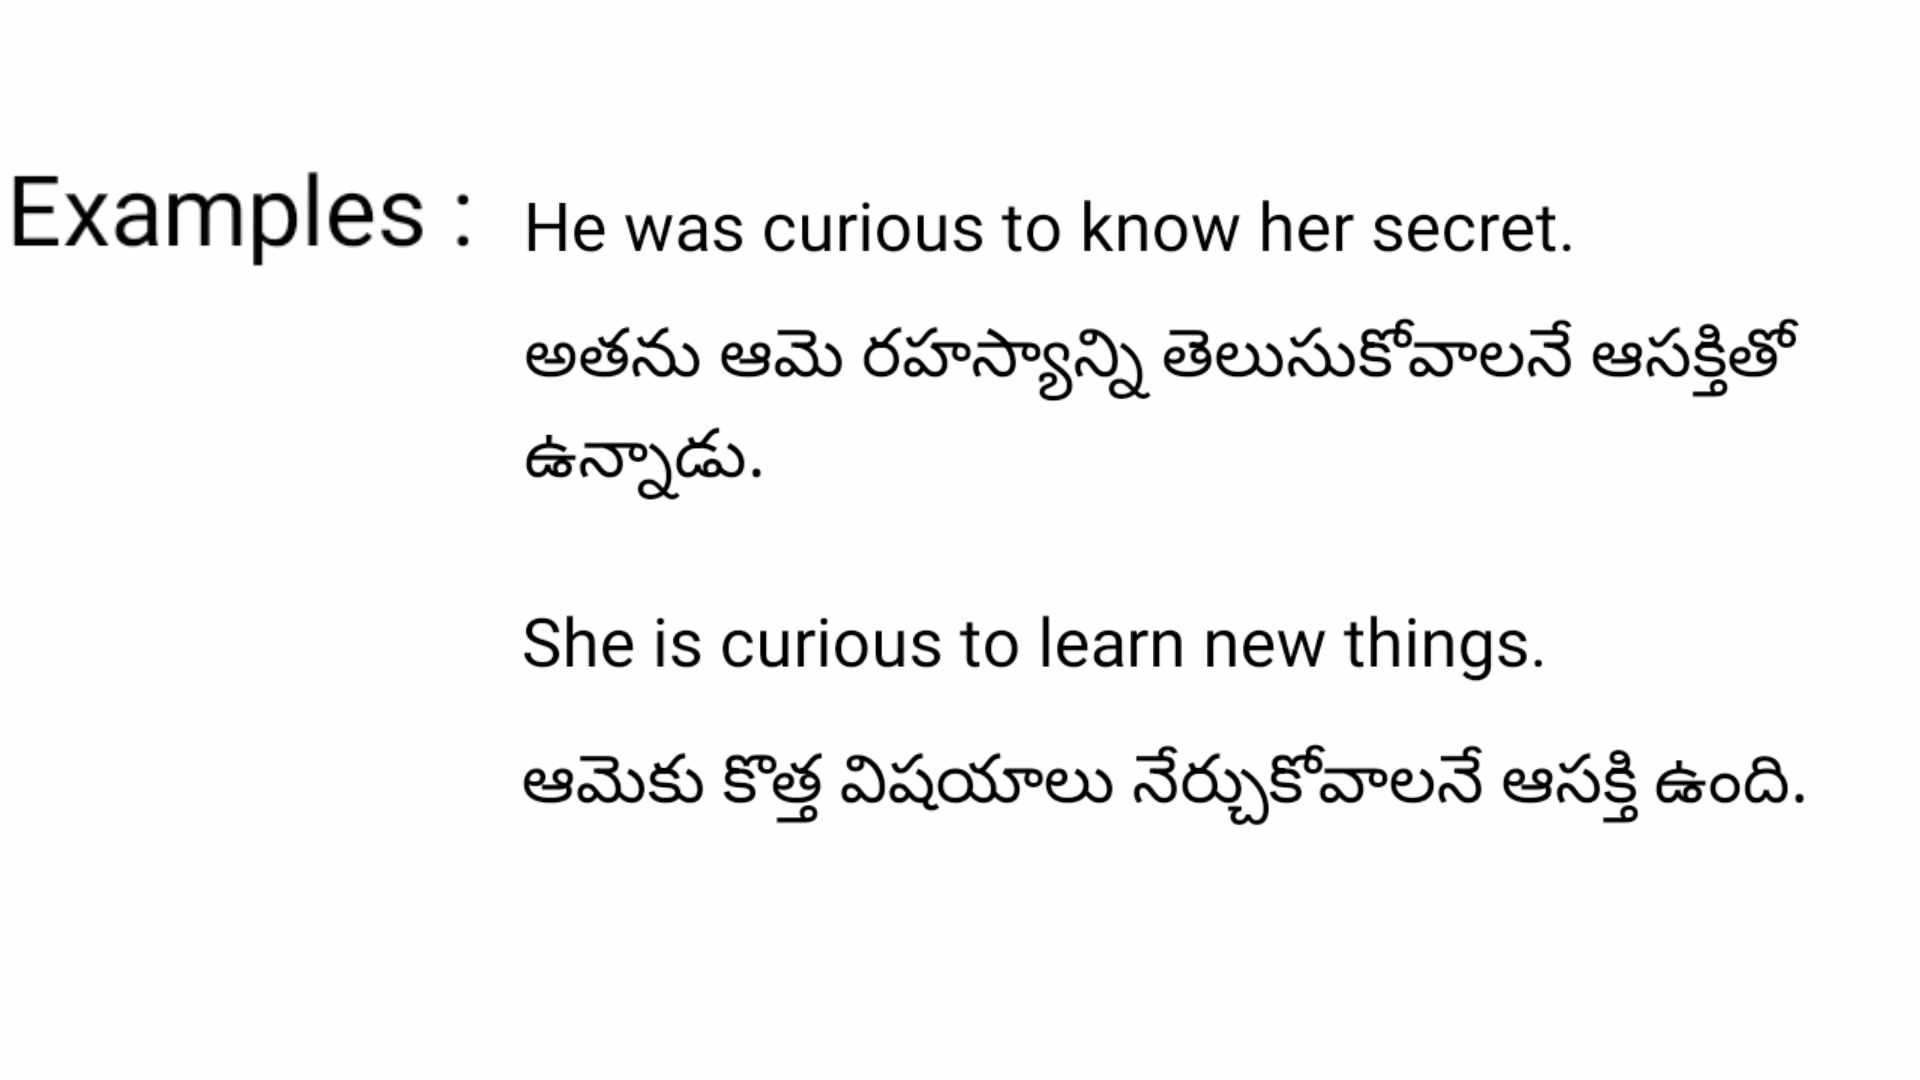 Examples : He was curious to know her secret.
అతను ఆమె రహస్యాన్ని తెలుసుకోవాలనే ఆసక్తితో
ఉన్నాడు.
She is curious to learn new things.
ఆమెకు కొత్త విషయాలు నేర్చుకోవాలనే ఆసక్తి ఉంది.